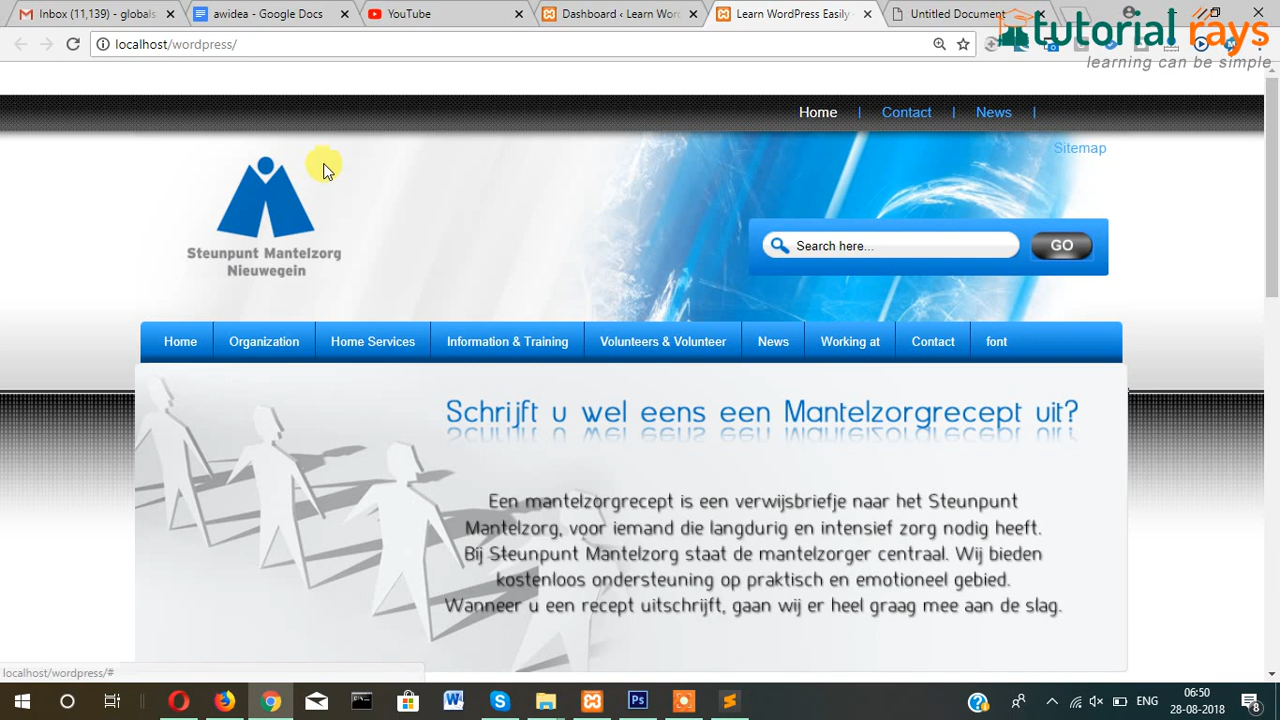 Inbox (11,139) - globals
awidea - Google Docs
YouTube
Dashboard ‹ Learn Wor
Learn WordPress Easily
Untitled Document
tutorial rays
learning can be simple
localhost/wordpress/
Home | Contact | News |
Sitemap
Steunpunt Mantelzorg
Nieuwegein
Search here...
GO
Home
Organization
Home Services
Information & Training
Volunteers & Volunteer
News
Working at
Contact
font
Schrijft u wel eens een Mantelzorgrecept uit?
Een mantelzorgrecept is een verwijsbriefje naar het Steunpunt
Mantelzorg, voor iemand die langdurig en intensief zorg nodig heeft.
Bij Steunpunt Mantelzorg staat de mantelzorger centraal. Wij bieden
kostenloos ondersteuning op praktisch en emotioneel gebied.
Wanneer u een recept uitschrijft, gaan wij er heel graag mee aan de slag.
localhost/wordpress/#
ENG
06:50
28-08-2018
8